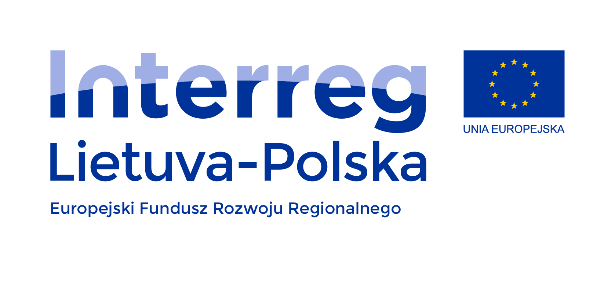 Interreg
Lietuva-Polska
Europejski Fundusz Rozwoju Regionalnego
UNIA EUROPEJSKA